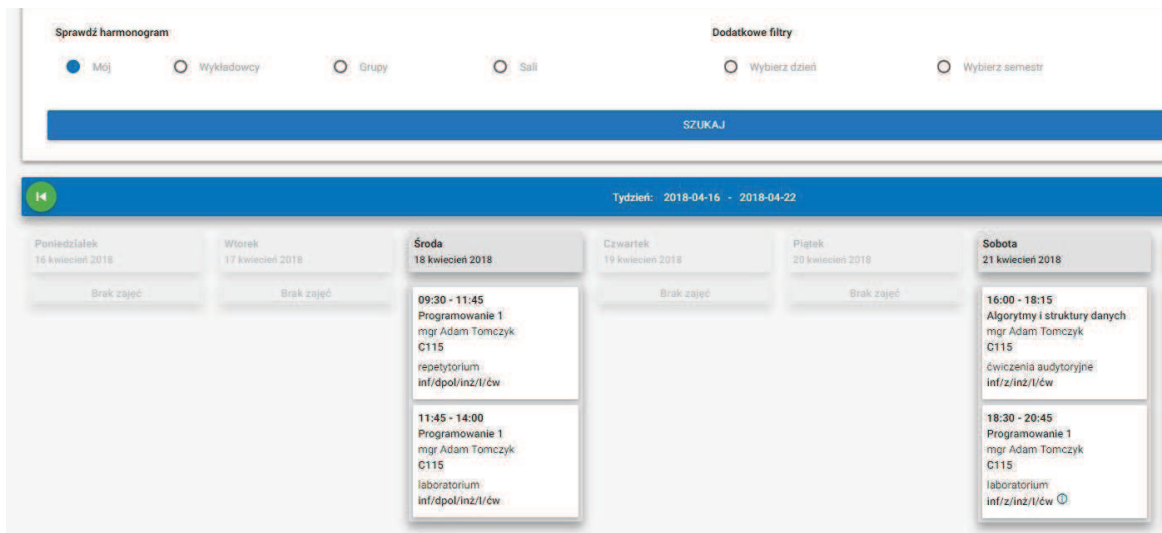 Sprawdź harmonogram
Dodatkowe filtry
Mój
Wykładowcy
Grupy
Sali
Wybierz dzień
Wybierz semestr
SZUKAJ
Tydzień: 2018-04-16 - 2018-04-22
Poniedziałek
16 kwiecień 2018
Brak zajęć
Wtorek
17 kwiecień 2018
Brak zajęć
Środa
18 kwiecień 2018
09:30 - 11:45
Programowanie 1
mgr Adam Tomczyk
C115
repetytorium
inf/dpol/inż/I/ćw
11:45 - 14:00
Programowanie 1
mgr Adam Tomczyk
C115
laboratorium
inf/dpol/inż/I/ćw
Czwartek
19 kwiecień 2018
Brak zajęć
Piątek
20 kwiecień 2018
Brak zajęć
Sobota
21 kwiecień 2018
16:00 - 18:15
Algorytmy i struktury danych
mgr Adam Tomczyk
C115
ćwiczenia audytoryjne
inf/z/inż/I/ćw
18:30 - 20:45
Programowanie 1
mgr Adam Tomczyk
C115
laboratorium
inf/z/inż/I/ćw